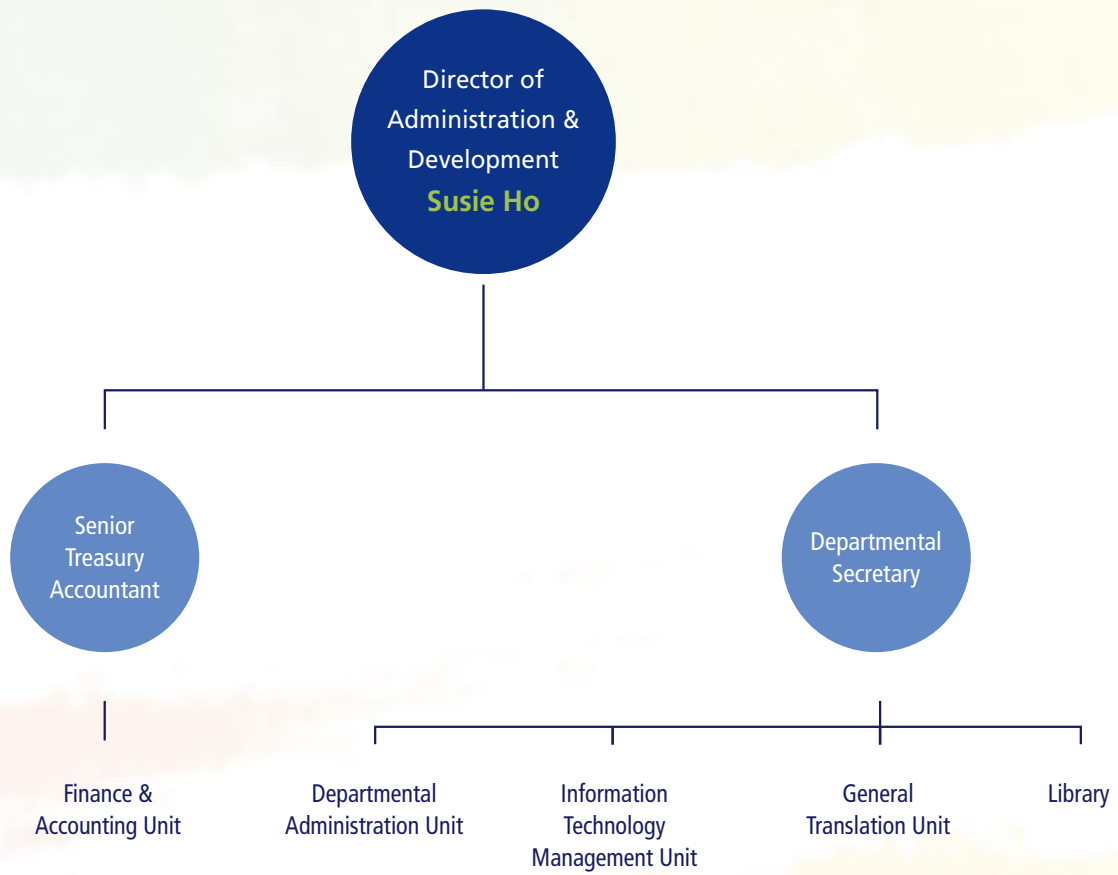 Director of
Administration &
Development
Susie Ho
Senior
Treasury
Accountant
Departmental
Secretary
Finance &
Accounting Unit
Departmental
Administration Unit
Information
Technology
Management Unit
General
Translation Unit
Library